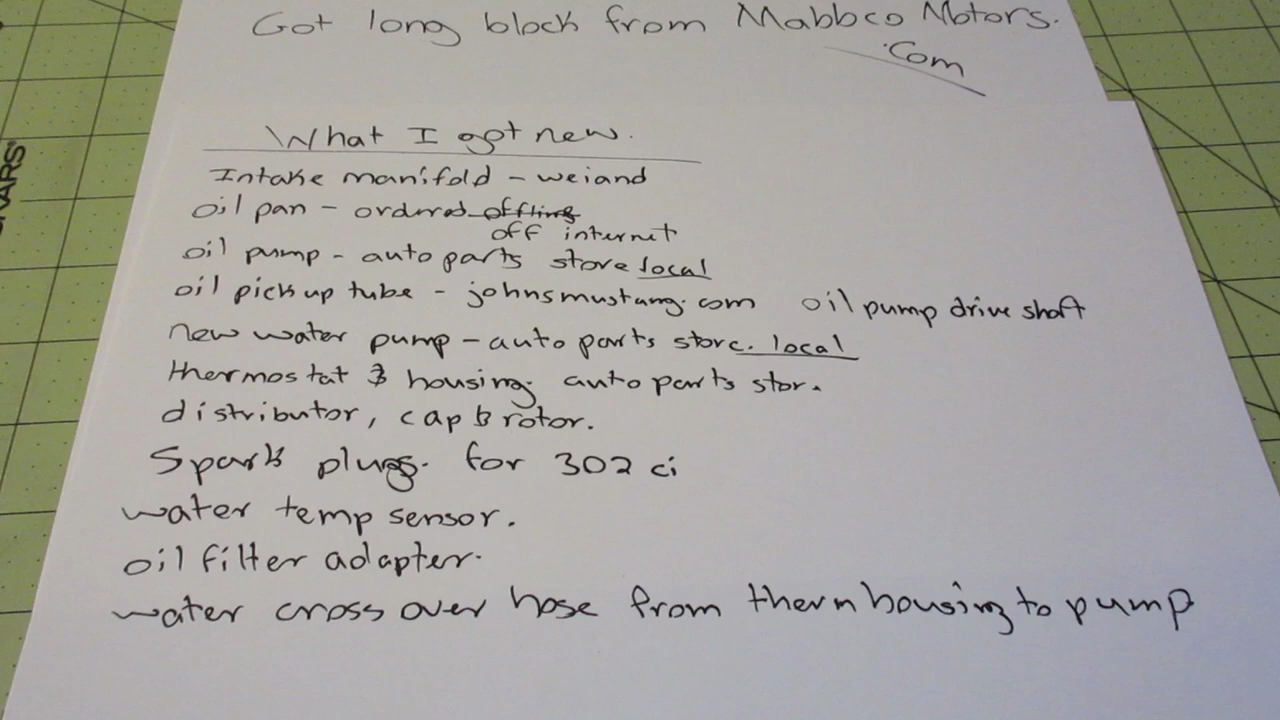 Got long block from Mabbco Motors.
.Com
What I got new.
Intake manifold - weiand
oil pan - ordered
off internet
oil pump - auto parts store local
oil pick up tube - johnsmustang.com oil pump drive shaft
new water pump - auto parts store. local
thermostat & housing. auto parts stor.
distributor, cap & rotor.
Spark plugs. for 302 ci
water temp sensor.
oil filter adapter.
water cross over hose from therm housing to pump